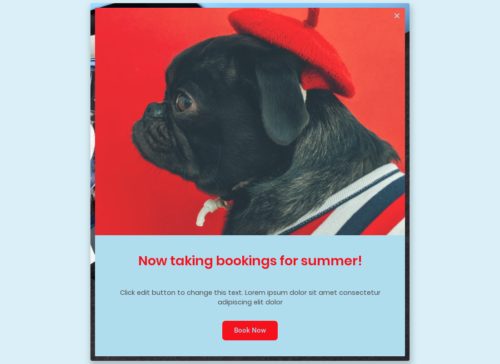 Now taking bookings for summer!
Click edit button to change this text. Lorem ipsum dolor sit amet consectetur
adipiscing elit dolor
Book Now